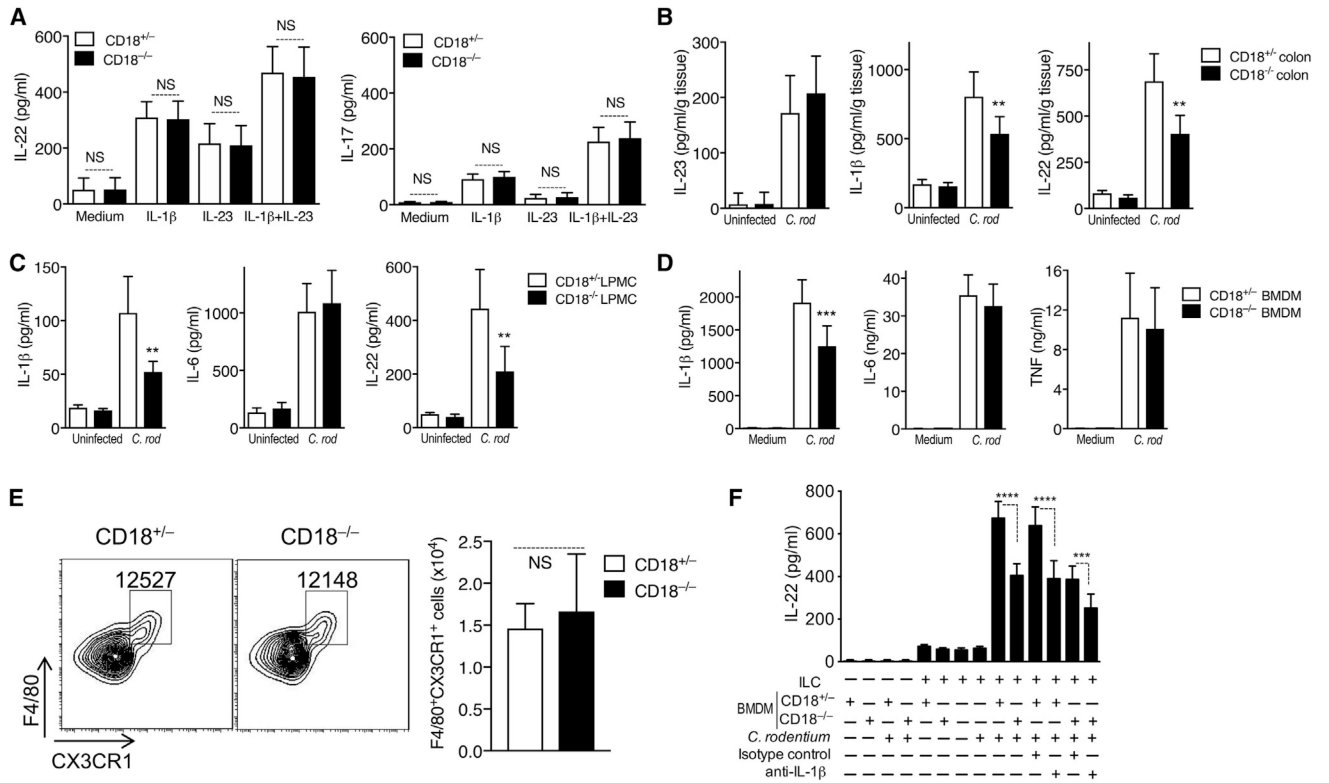 A
600
400
200
0
IL-22 (pg/ml)
CD18+/–
CD18–/–
NS
NS
NS
NS
Medium
IL-1β
IL-23
IL-1β+IL-23
600
400
200
0
IL-17 (pg/ml)
CD18+/–
CD18–/–
NS
NS
NS
NS
Medium
IL-1β
IL-23
IL-1β+IL-23
B
300
200
100
0
IL-23 (pg/ml/g tissue)
Uninfected
C. rod
1000
500
0
IL-1β (pg/ml/g tissue)
**
Uninfected
C. rod
750
500
250
0
IL-22 (pg/ml/g tissue)
**
Uninfected
C. rod
CD18+/- colon
CD18-/- colon
C
150
100
50
0
IL-1β (pg/ml)
**
Uninfected
C. rod
1000
500
0
IL-6 (pg/ml)
Uninfected
C. rod
600
400
200
0
IL-22 (pg/ml)
**
Uninfected
C. rod
CD18+/- LPMC
CD18-/- LPMC
D
2000
1500
1000
500
0
IL-1β (pg/ml)
***
Medium
C. rod
40
30
20
10
0
IL-6 (ng/ml)
Medium
C. rod
16
12
8
4
0
TNF (ng/ml)
Medium
C. rod
CD18+/– BMDM
CD18–/– BMDM
E
CD18+/–
CD18–/–
12527
12148
F4/80
CX3CR1
2.5
2.0
1.5
1.0
0.5
0.0
F4/80+CX3CR1+ cells (x104)
NS
CD18+/–
CD18–/–
F
800
600
400
200
0
IL-22 (pg/ml)
****
****
***
ILC – – – – + + + + + + + + + +
BMDM
CD18+/– + – + – + – – – + – + + – –
CD18–/– – + – + – + – – – + – – + +
C. rodentium – – + + – – – + + + + + + +
Isotype control – – – – – – – – – – + – + –
anti-IL-1β – – – – – – – – – – – + – +